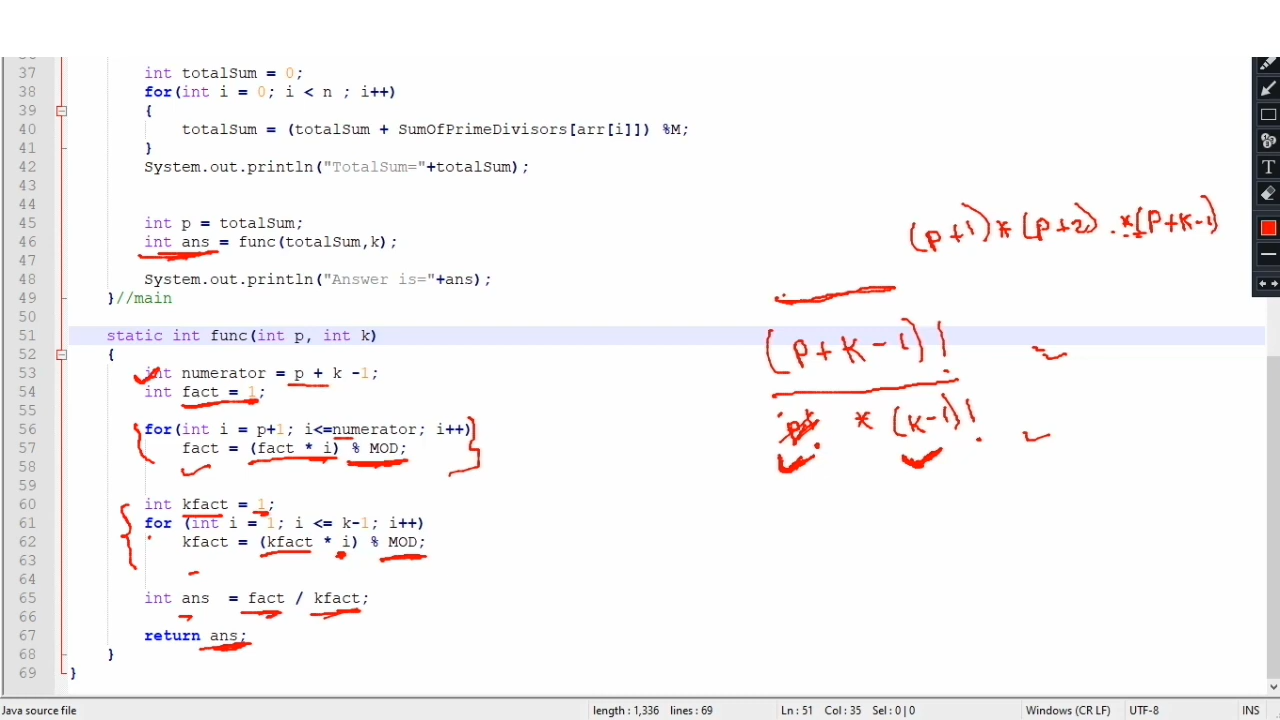 37 int totalSum = 0;
38 for(int i = 0; i < n ; i++)
39 {
40 totalSum = (totalSum + SumOfPrimeDivisors[arr[i]]) %M;
41 }
42 System.out.println("TotalSum="+totalSum);
43
44
45 int p = totalSum;
46 int ans = func(totalSum,k);
47
48 System.out.println("Answer is="+ans);
49 }//main
50
51 static int func(int p, int k)
52 {
53 int numerator = p + k -1;
54 int fact = 1;
55
56 for(int i = p+1; i<=numerator; i++)
57 fact = (fact * i) % MOD;
58
59
60 int kfact = 1;
61 for (int i = 1; i <= k-1; i++)
62 kfact = (kfact * i) % MOD;
63
64
65 int ans = fact / kfact;
66
67 return ans;
68 }
69 }
(p+1)*(p+2)..*(p+k-1)
(p+k-1)!
* (k-1)!
T
Java source file length : 1,336 lines : 69 Ln : 51 Col : 35 Sel : 0 | 0 Windows (CR LF) UTF-8 INS